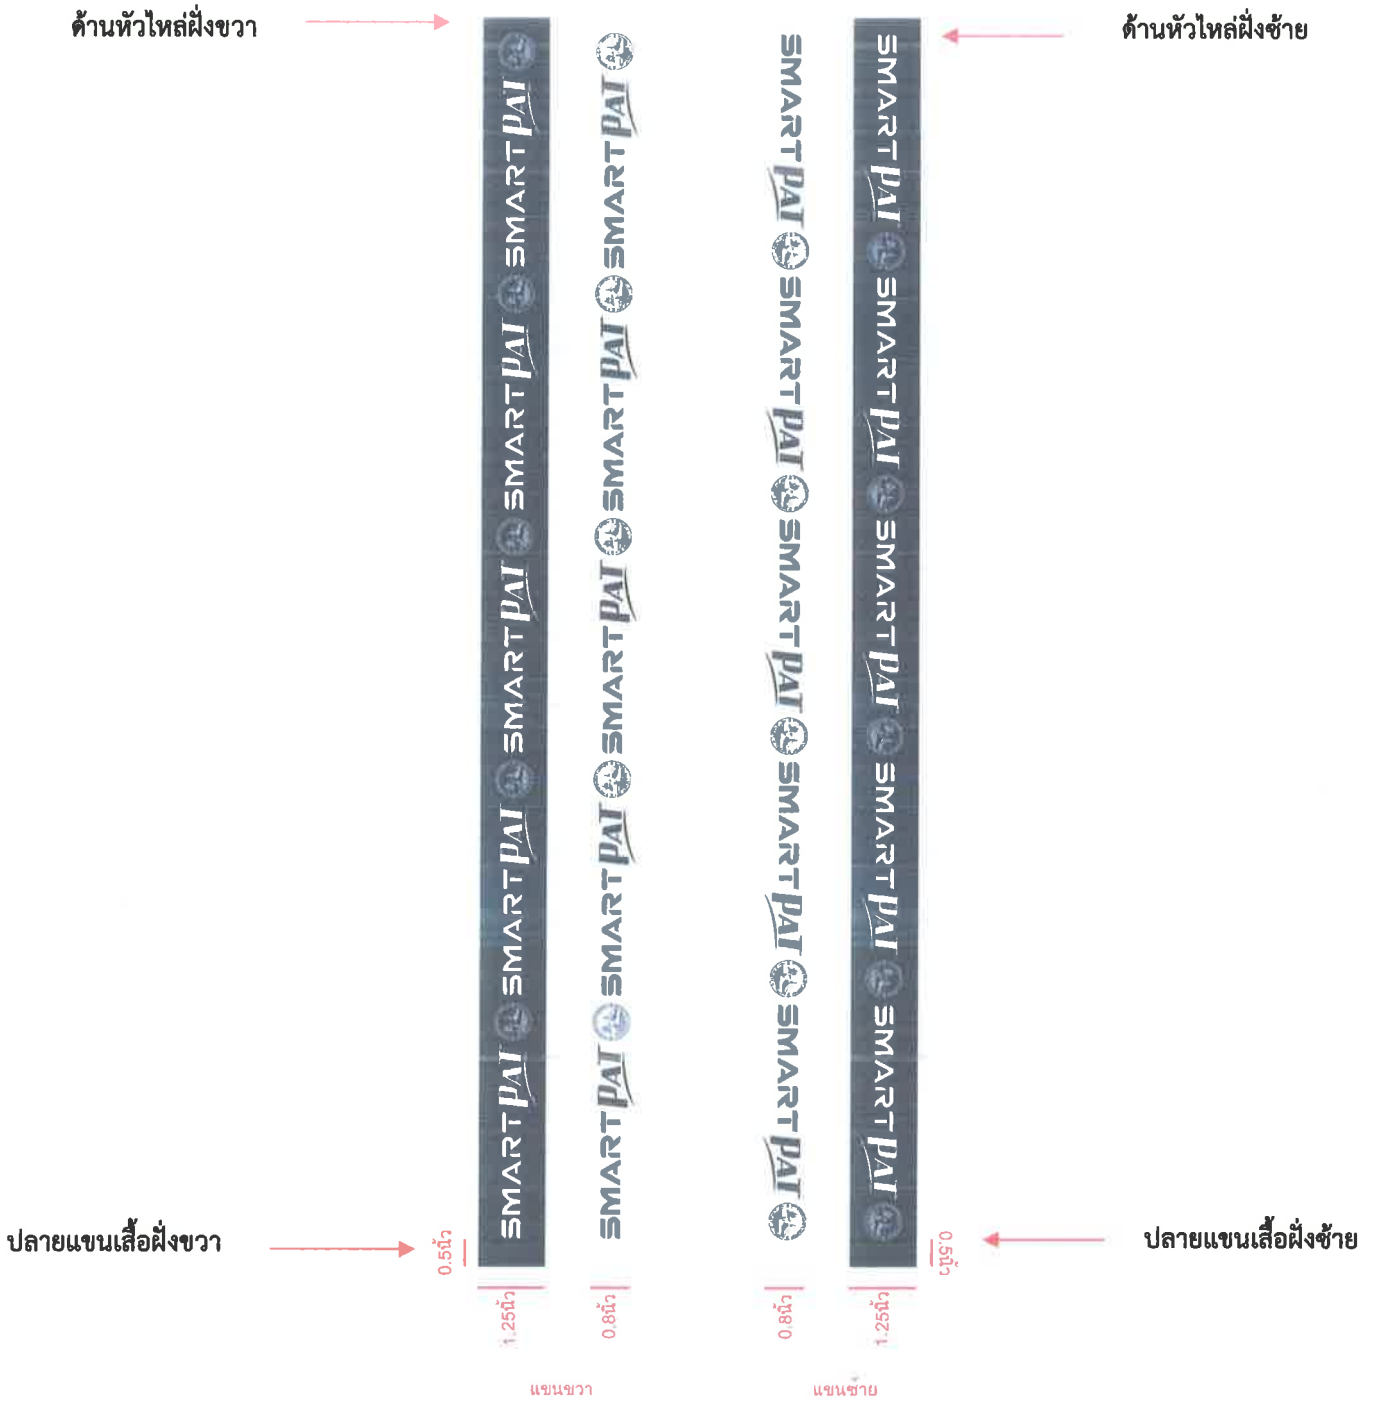 ด้านหัวไหล่ฝั่งขวา
ด้านหัวไหล่ฝั่งซ้าย
SMART PAT SMART PAT SMART PAT SMART PAT SMART PAT
SMART PAT SMART PAT SMART PAT SMART PAT SMART PAT
SMART PAT SMART PAT SMART PAT SMART PAT SMART PAT
SMART PAT SMART PAT SMART PAT SMART PAT SMART PAT
ปลายแขนเสื้อฝั่งขวา
0.5นิ้ว
ปลายแขนเสื้อฝั่งซ้าย
0.5นิ้ว
1.25นิ้ว
0.8นิ้ว
0.8นิ้ว
1.25นิ้ว
แขนขวา
แขนซ้าย